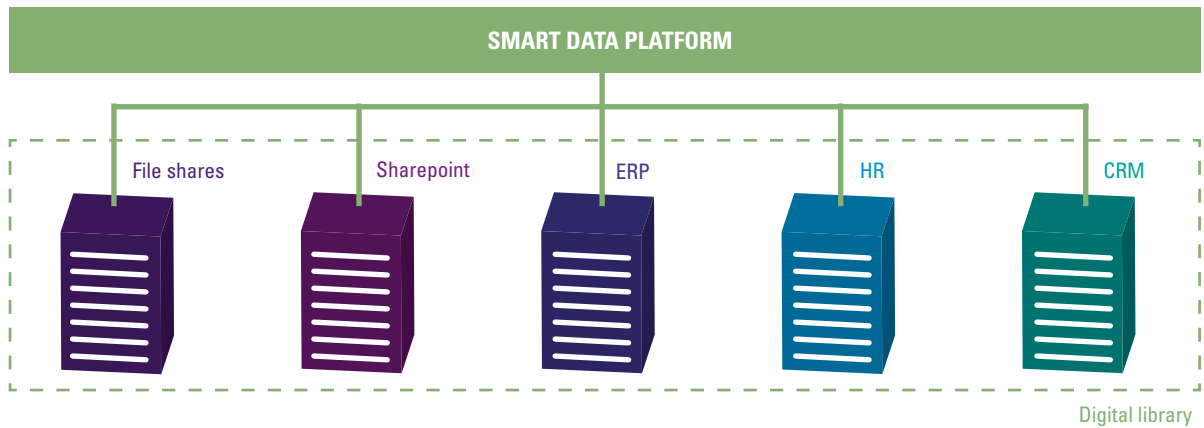 SMART DATA PLATFORM
File shares
Sharepoint
ERP
HR
CRM
Digital library